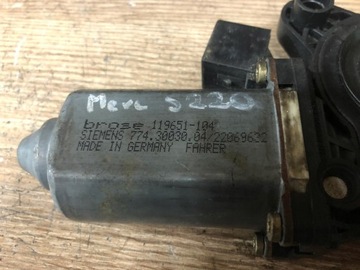 Merc S220
brose 119651-104
SIEMENS 774.30030.04/22069632
MADE IN GERMANY FAHRER